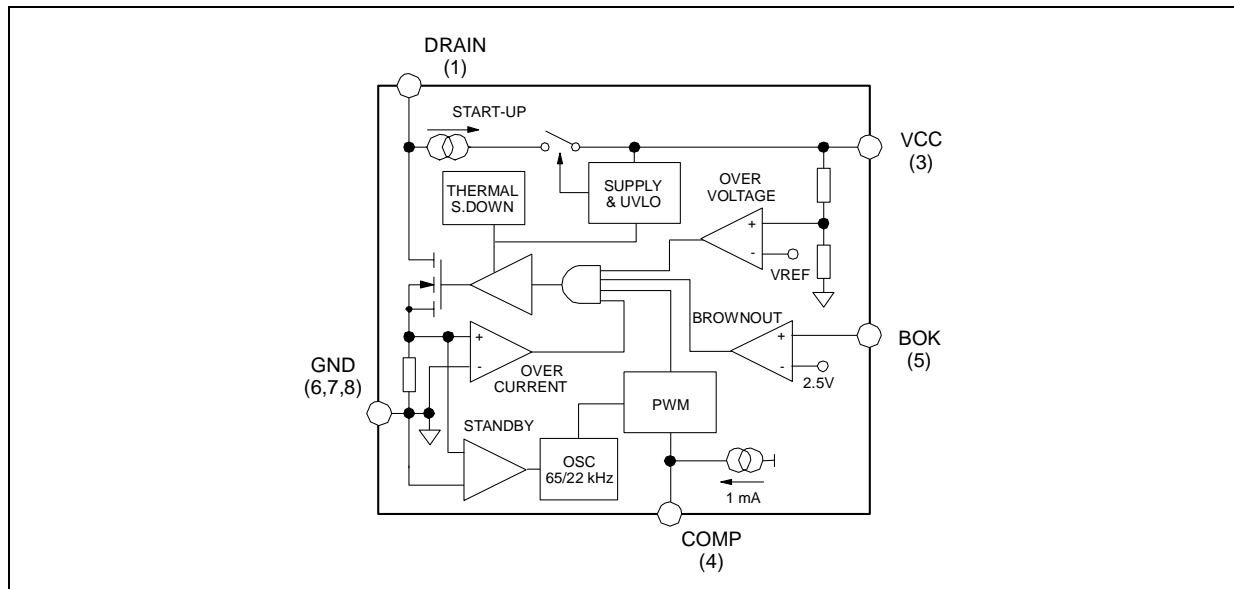 DRAIN
(1)
START-UP
VCC
(3)
THERMAL
S.DOWN
SUPPLY
& UVLO
OVER
VOLTAGE
+
-
VREF
BROWNOUT
+
-
2.5V
BOK
(5)
+
-
OVER
CURRENT
GND
(6,7,8)
STANDBY
OSC
65/22 kHz
PWM
1 mA
COMP
(4)